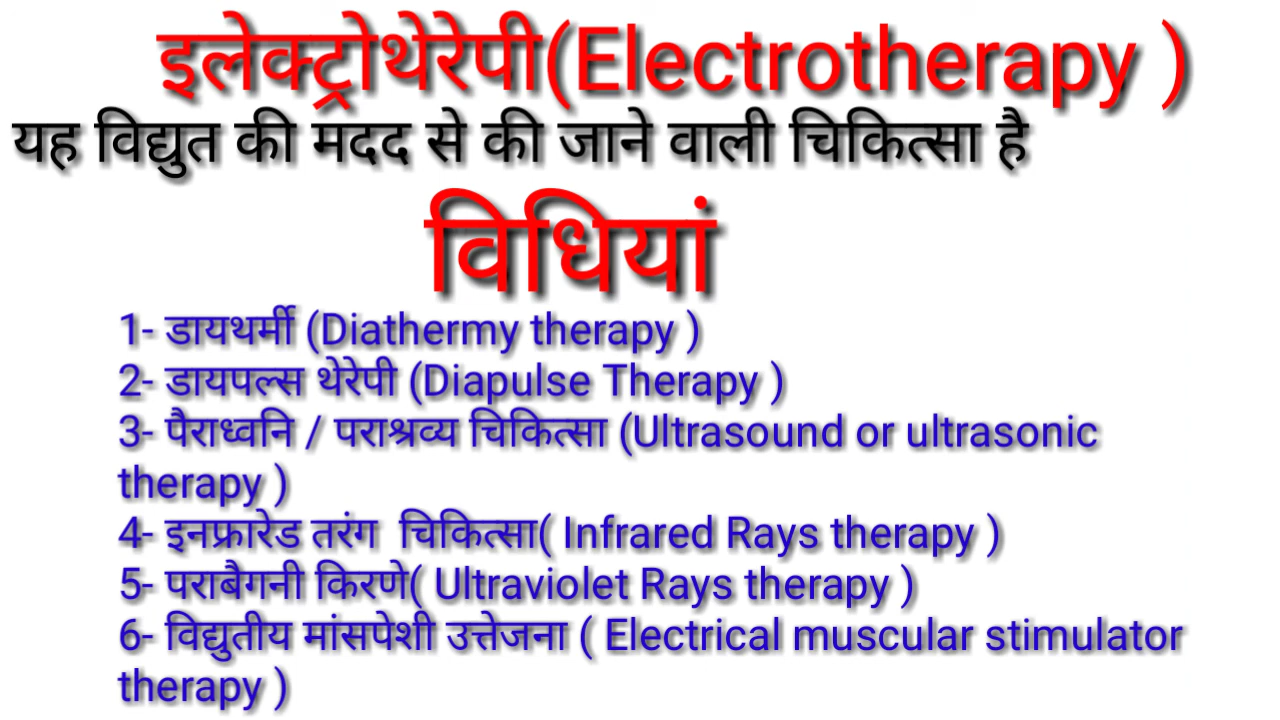 इलेक्ट्रोथेरेपी(Electrotherapy )
यह विद्युत की मदद से की जाने वाली चिकित्सा है
विधियां
1- डायथर्मी (Diathermy therapy )
2- डायपल्स थेरेपी (Diapulse Therapy )
3- पैराध्वनि / पराश्रव्य चिकित्सा (Ultrasound or ultrasonic
therapy )
4- इनफ्रारेड तरंग  चिकित्सा( Infrared Rays therapy )
5- पराबैगनी किरणे( Ultraviolet Rays therapy )
6- विद्युतीय मांसपेशी उत्तेजना ( Electrical muscular stimulator
therapy )